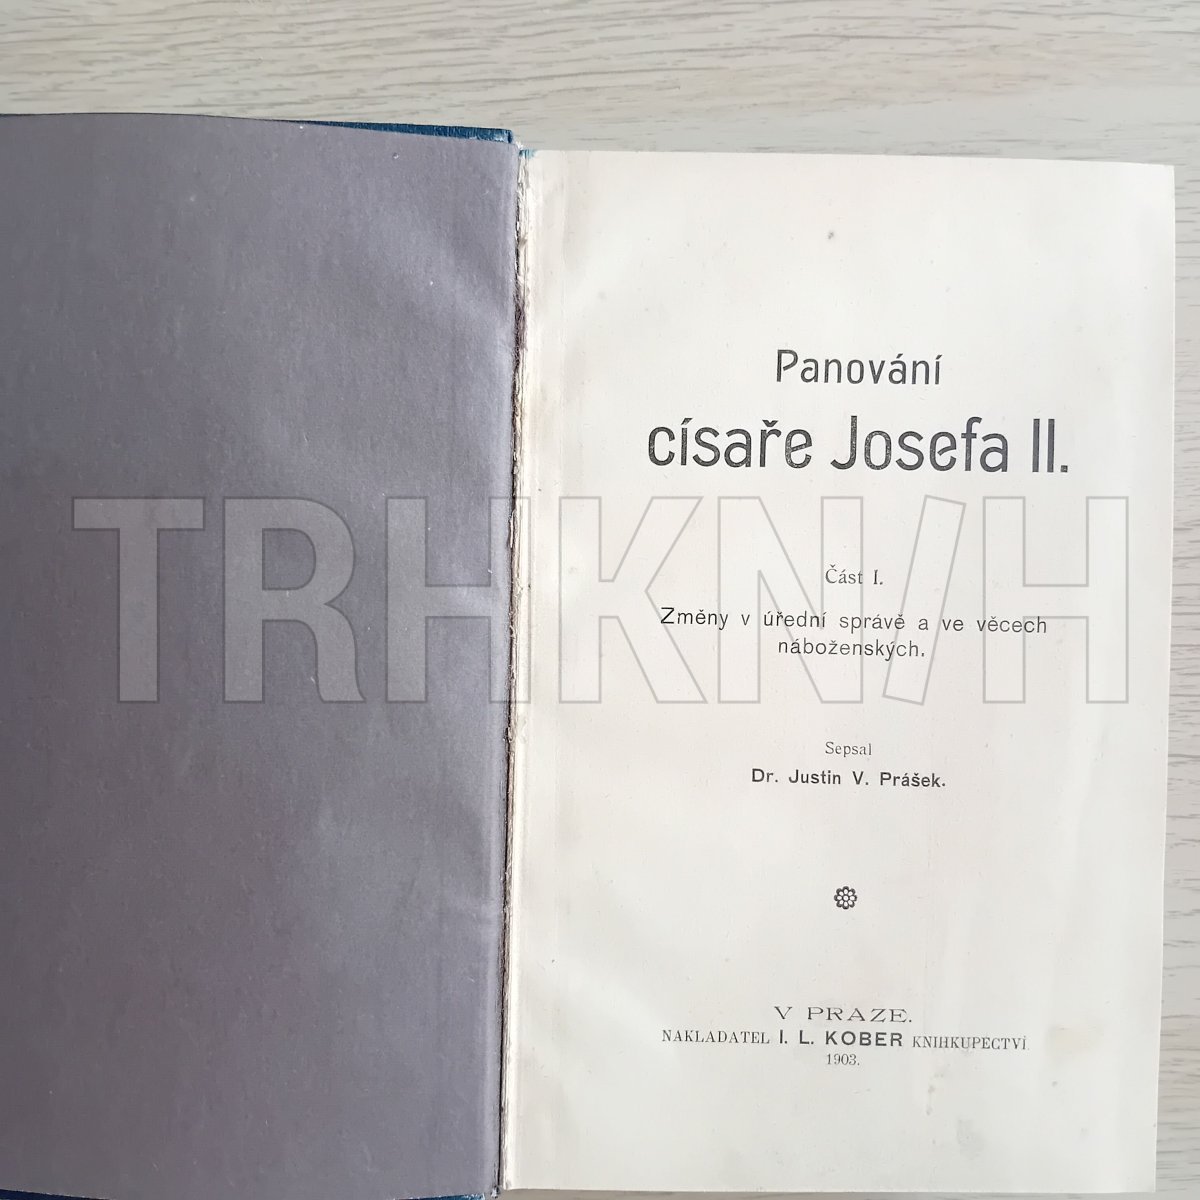 Panování
císaře Josefa II.
TRHKNIH
Část I.
Změny v úřední správě a ve věcech
náboženských.
Sepsal
Dr. Justin V. Prášek.
V PRAZE.
NAKLADATEL I. L. KOBER KNIHKUPECTVÍ.
1903.